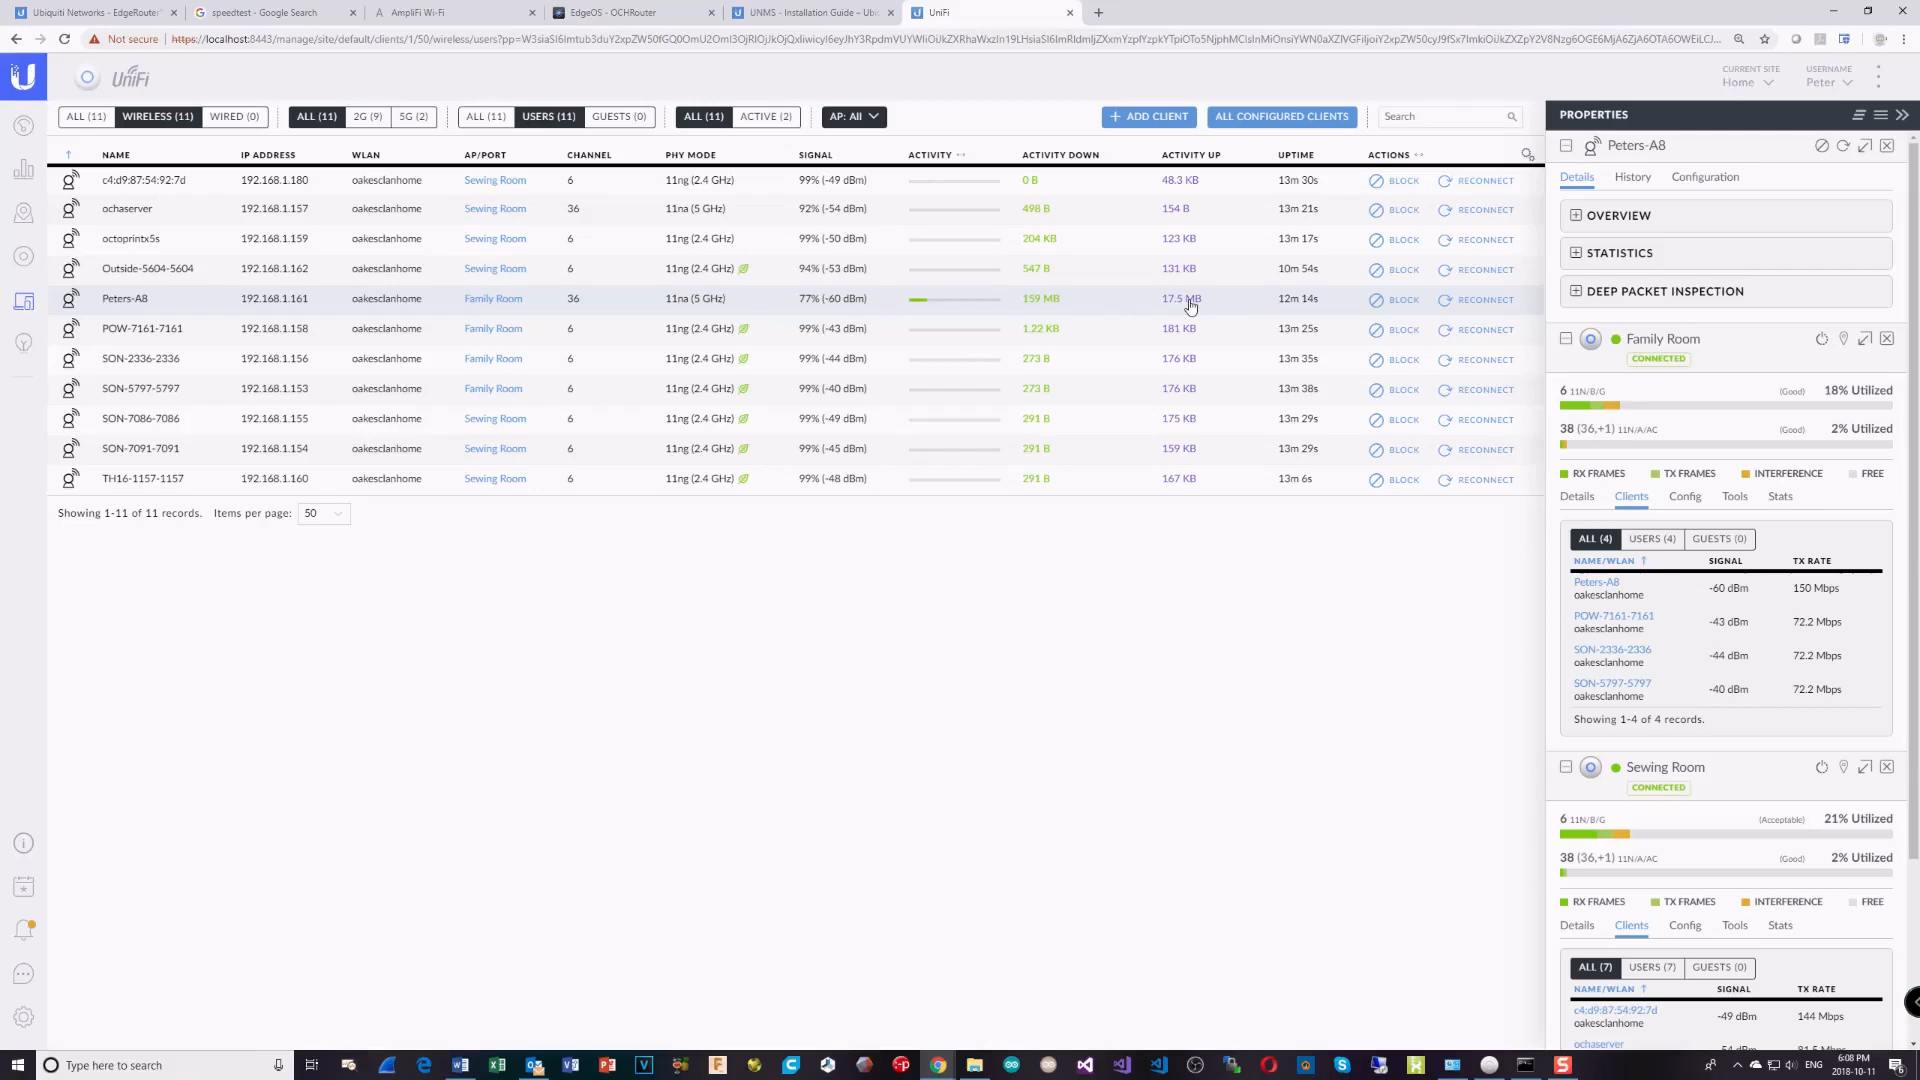 Ubiquiti Networks - EdgeRouter
speedtest - Google Search
AmpliFi Wi-Fi
EdgeOS - OCHRouter
UNMS - Installation Guide – Ubiq
UniFi
Not secure
UniFi
CURRENT SITE
Home
USERNAME
Peter
ALL (11) WIRELESS (11) WIRED (0) ALL (11) 2G (9) 5G (2) ALL (11) USERS (11) GUESTS (0) ALL (11) ACTIVE (2) AP: All + ADD CLIENT ALL CONFIGURED CLIENTS Search
NAME IP ADDRESS WLAN AP/PORT CHANNEL PHY MODE SIGNAL ACTIVITY ACTIVITY DOWN ACTIVITY UP UPTIME ACTIONS
c4:d9:87:54:92:7d 192.168.1.180 oakesclanhome Sewing Room 6 11ng (2.4 GHz) 99% (-49 dBm) 0 B 48.3 KB 13m 30s BLOCK RECONNECT
ochaserver 192.168.1.157 oakesclanhome Sewing Room 36 11na (5 GHz) 92% (-54 dBm) 498 B 154 B 13m 21s BLOCK RECONNECT
octoprintx5s 192.168.1.159 oakesclanhome Sewing Room 6 11ng (2.4 GHz) 99% (-50 dBm) 204 KB 123 KB 13m 17s BLOCK RECONNECT
Outside-5604-5604 192.168.1.162 oakesclanhome Sewing Room 6 11ng (2.4 GHz) 94% (-53 dBm) 547 B 131 KB 10m 54s BLOCK RECONNECT
Peters-A8 192.168.1.161 oakesclanhome Family Room 36 11na (5 GHz) 77% (-60 dBm) 159 MB 17.5 MB 12m 14s BLOCK RECONNECT
POW-7161-7161 192.168.1.158 oakesclanhome Family Room 6 11ng (2.4 GHz) 99% (-43 dBm) 1.22 KB 181 KB 13m 25s BLOCK RECONNECT
SON-2336-2336 192.168.1.156 oakesclanhome Family Room 6 11ng (2.4 GHz) 99% (-44 dBm) 273 B 176 KB 13m 35s BLOCK RECONNECT
SON-5797-5797 192.168.1.153 oakesclanhome Family Room 6 11ng (2.4 GHz) 99% (-40 dBm) 273 B 176 KB 13m 38s BLOCK RECONNECT
SON-7086-7086 192.168.1.155 oakesclanhome Sewing Room 6 11ng (2.4 GHz) 99% (-49 dBm) 291 B 175 KB 13m 29s BLOCK RECONNECT
SON-7091-7091 192.168.1.154 oakesclanhome Sewing Room 6 11ng (2.4 GHz) 99% (-45 dBm) 291 B 159 KB 13m 29s BLOCK RECONNECT
TH16-1157-1157 192.168.1.160 oakesclanhome Sewing Room 6 11ng (2.4 GHz) 99% (-48 dBm) 291 B 167 KB 13m 6s BLOCK RECONNECT
Showing 1-11 of 11 records. Items per page: 50
PROPERTIES
Peters-A8
Details History Configuration
OVERVIEW
STATISTICS
DEEP PACKET INSPECTION
Family Room
CONNECTED
6 11N/B/G (Good) 18% Utilized
38 (36,+1) 11N/A/AC (Good) 2% Utilized
RX FRAMES TX FRAMES INTERFERENCE FREE
Details Clients Config Tools Stats
ALL (4) USERS (4) GUESTS (0)
NAME/WLAN SIGNAL TX RATE
Peters-A8
oakesclanhome -60 dBm 150 Mbps
POW-7161-7161
oakesclanhome -43 dBm 72.2 Mbps
SON-2336-2336
oakesclanhome -44 dBm 72.2 Mbps
SON-5797-5797
oakesclanhome -40 dBm 72.2 Mbps
Showing 1-4 of 4 records.
Sewing Room
CONNECTED
6 11N/B/G (Acceptable) 21% Utilized
38 (36,+1) 11N/A/AC (Good) 2% Utilized
RX FRAMES TX FRAMES INTERFERENCE FREE
Details Clients Config Tools Stats
ALL (7) USERS (7) GUESTS (0)
NAME/WLAN SIGNAL TX RATE
c4:d9:87:54:92:7d
oakesclanhome -49 dBm 144 Mbps
ochaserver -54 dBm 81.5 Mbps
Type here to search
ENG
6:08 PM
2018-10-11